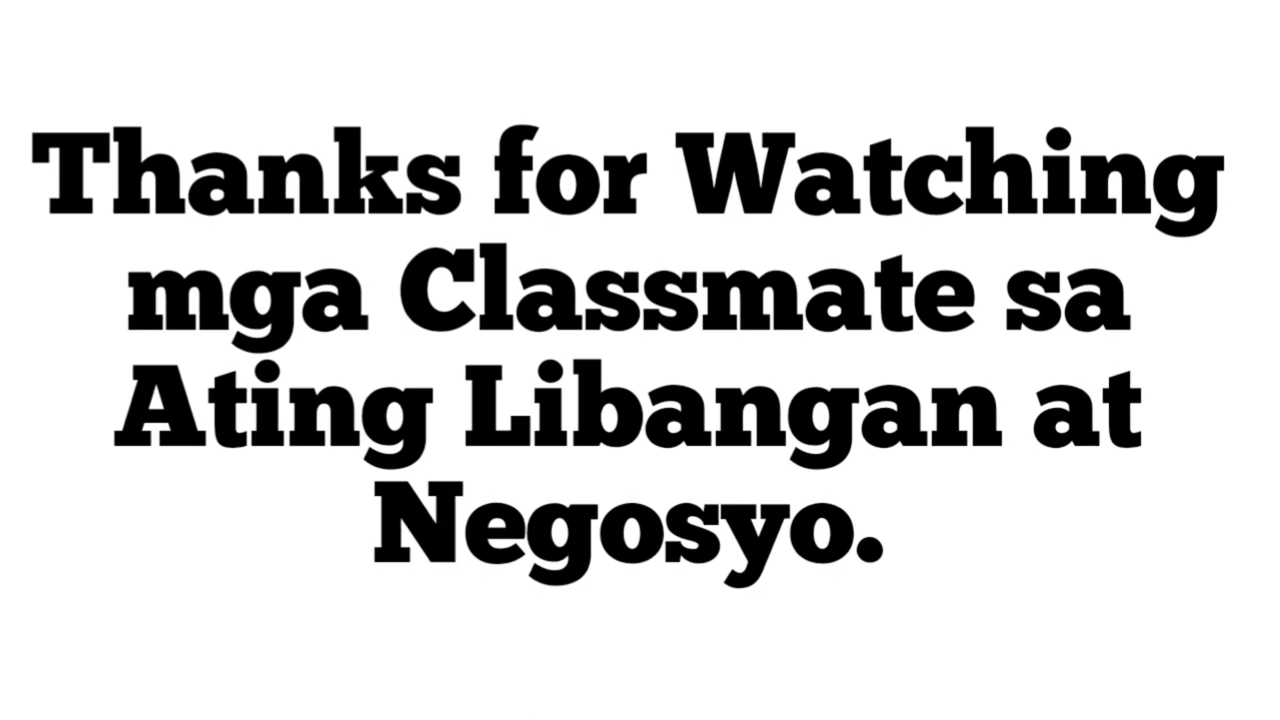 Thanks for Watching
mga Classmate sa
Ating Libangan at
Negosyo.